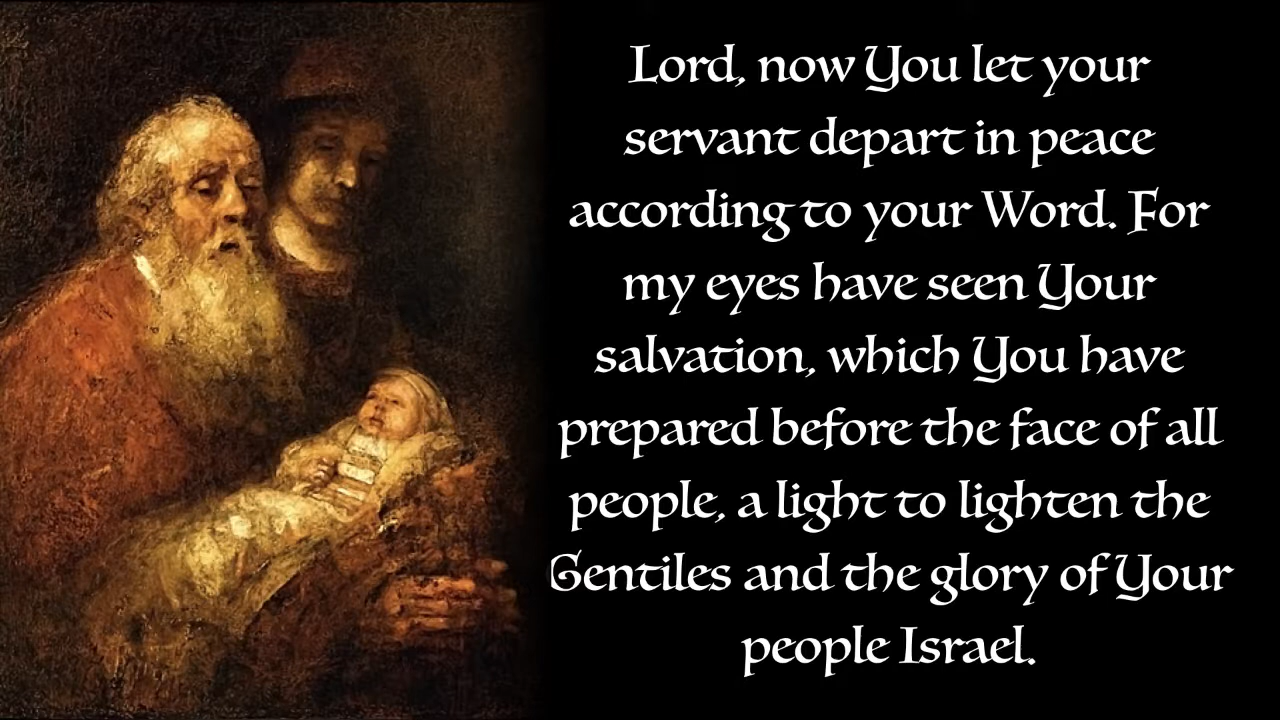 Lord, now You let your
servant depart in peace
according to your Word. For
my eyes have seen Your
salvation, which You have
prepared before the face of all
people, a light to lighten the
Gentiles and the glory of Your
people Israel.